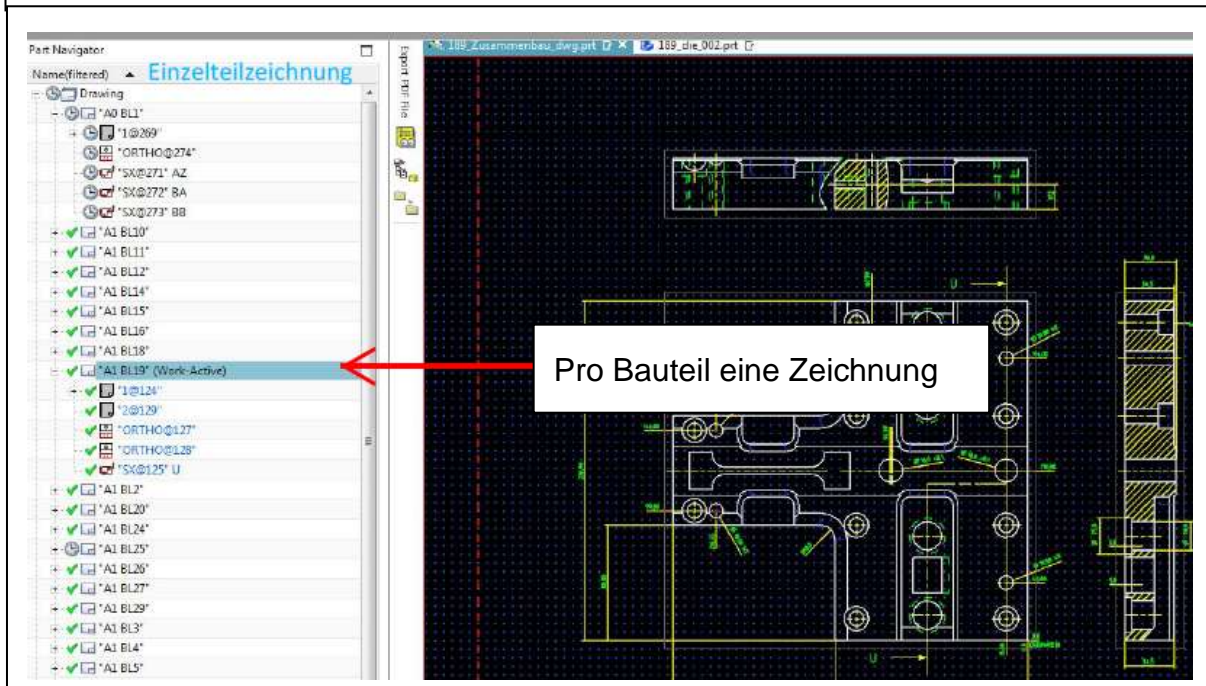 Part Navigator
Name(filtered) Einzelteilzeichnung
Drawing
"A0 BL1"
"1@269"
"ORTHO@274"
"SX@271" AZ
"SX@272" BA
"SX@273" BB
"A1 BL10"
"A1 BL11"
"A1 BL12"
"A1 BL14"
"A1 BL15"
"A1 BL16"
"A1 BL18"
"A1 BL19" (Work-Active)
"1@124"
"2@129"
"ORTHO@127"
"ORTHO@128"
"SX@125" U
"A1 BL2"
"A1 BL20"
"A1 BL24"
"A1 BL25"
"A1 BL26"
"A1 BL27"
"A1 BL29"
"A1 BL3"
"A1 BL4"
"A1 BL5"
Export PDF File
189_Zusammenbau_dwg.prt
189_die_002.prt
U
Pro Bauteil eine Zeichnung
U